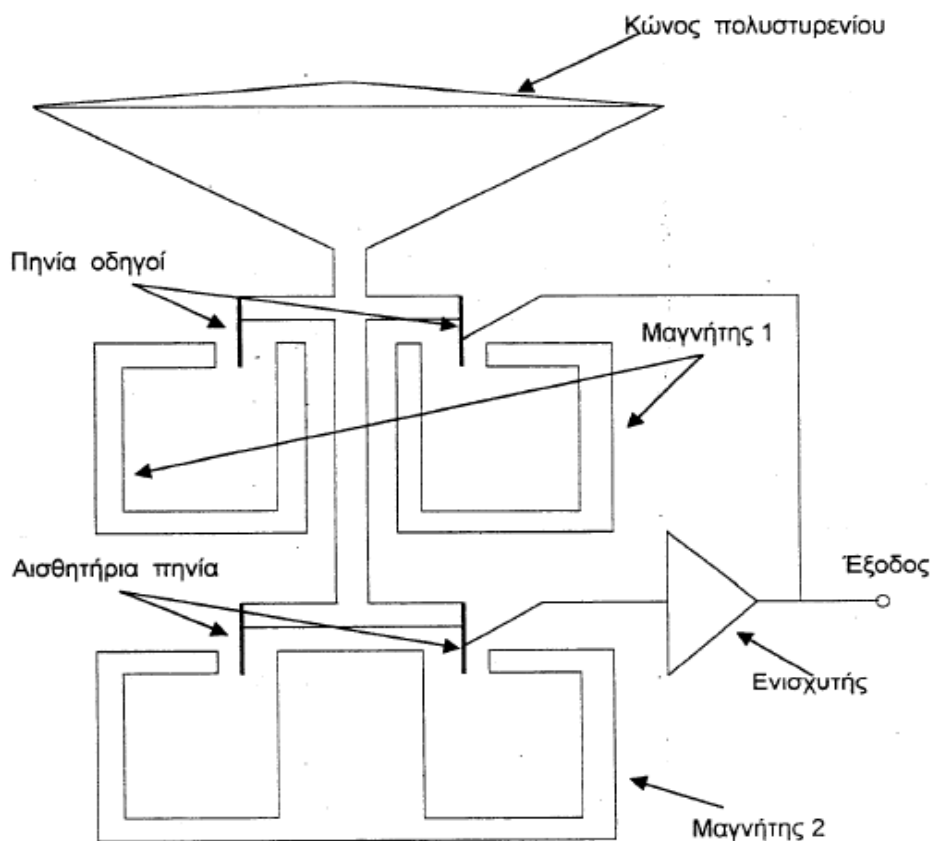 Κώνος πολυστυρενίου
Πηνία οδηγοί
Μαγνήτης 1
Αισθητήρια πηνία
Έξοδος
Ενισχυτής
Μαγνήτης 2